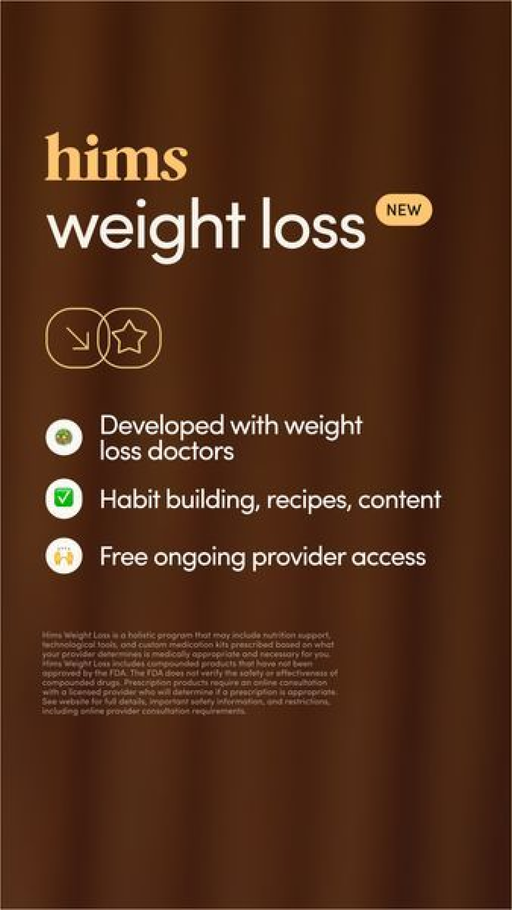 hims
weight loss
NEW
Developed with weight
loss doctors
Habit building, recipes, content
Free ongoing provider access
Hims Weight Loss is a holistic program that may include nutrition support,
technological tools, and custom medication kits prescribed based on what
your provider determines is medically appropriate and necessary for you.
Hims Weight Loss includes compounded products that have not been
approved by the FDA. The FDA does not verify the safety or effectiveness of
compounded drugs. Prescription products require an online consultation
with a licensed provider who will determine if a prescription is appropriate.
See website for full details, important safety information, and restrictions,
including online provider consultation requirements.